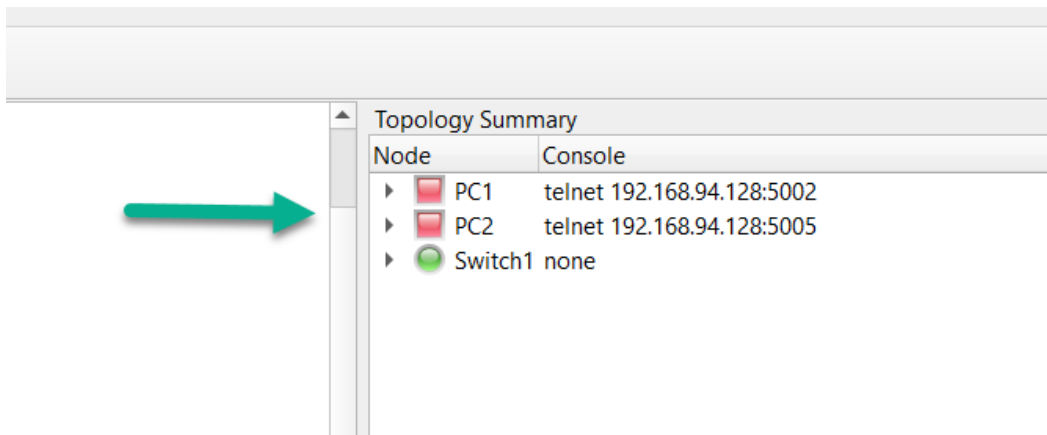 Topology Summary
Node Console
PC1 telnet 192.168.94.128:5002
PC2 telnet 192.168.94.128:5005
Switch1 none